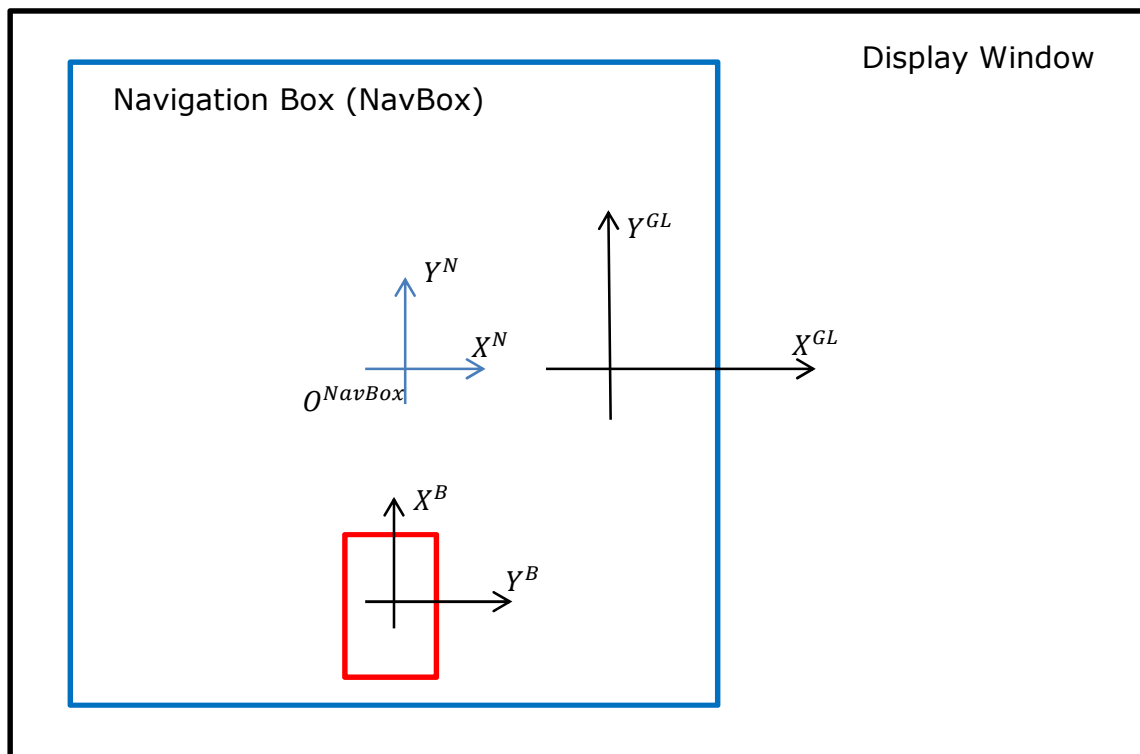 Display Window
Navigation Box (NavBox)
Y^{GL}
Y^{N}
X^{N}
X^{GL}
O^{NavBox}
X^{B}
Y^{B}